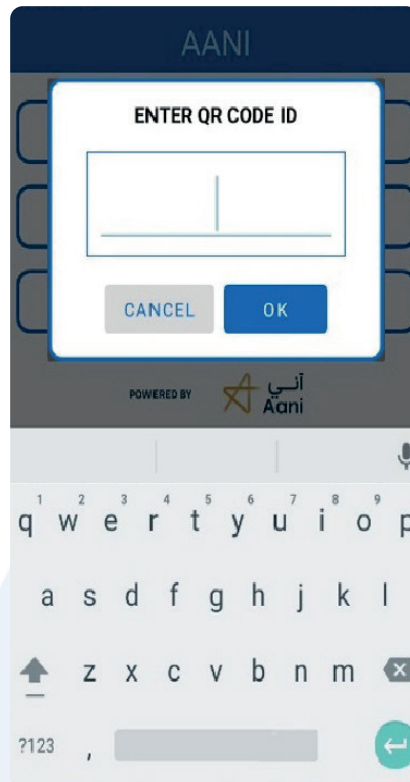 AANI
ENTER QR CODE ID
CANCEL
OK
POWERED BY
آني
Aani
1 2 3 4 5 6 7 8 9
q w e r t y u i o p
a s d f g h j k l
z x c v b n m
?123 ,